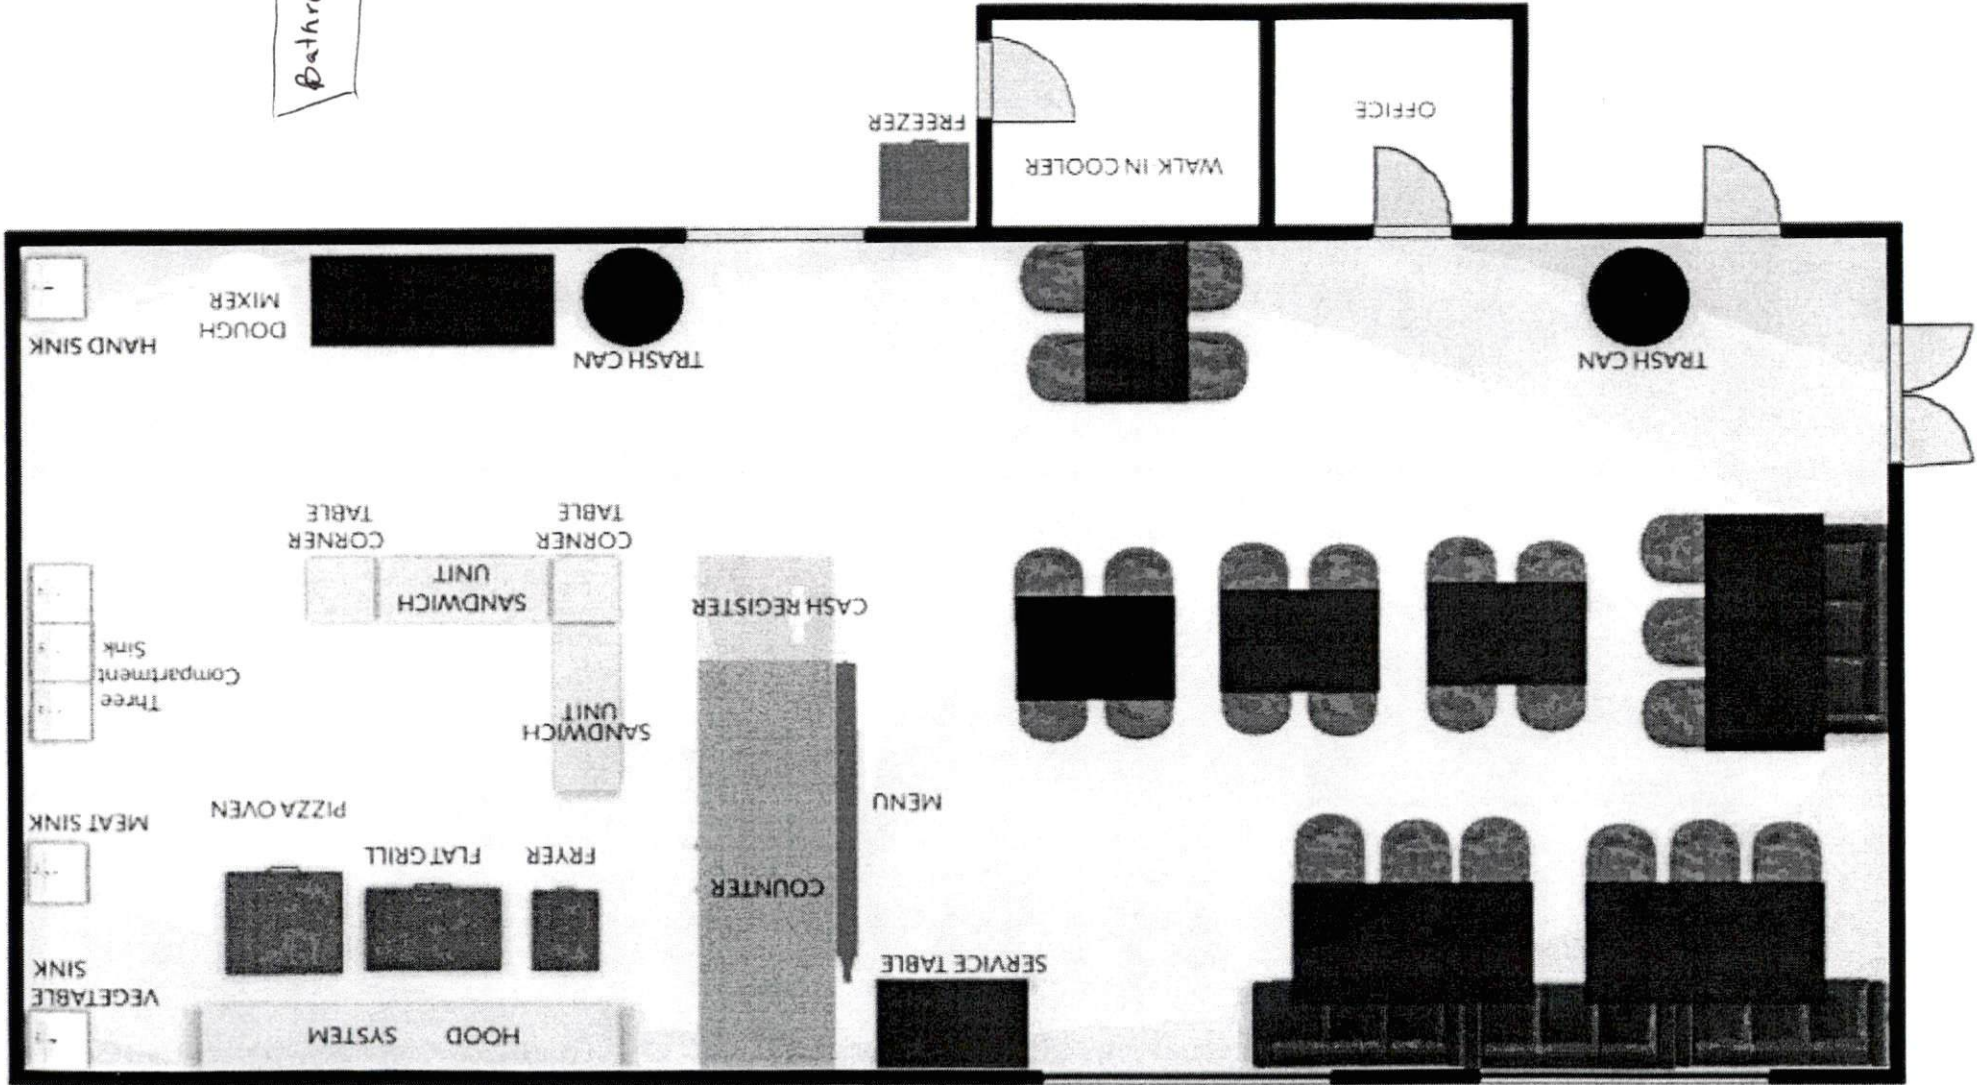 HOOD SYSTEM
VEGETABLE
SINK
SERVICE TABLE
COUNTER
FRYER
FLAT GRILL
PIZZA OVEN
MEAT SINK
MENU
SANDWICH
UNIT
Three
Compartment
Sink
CASH REGISTER
SANDWICH
UNIT
CORNER
TABLE
CORNER
TABLE
TRASH CAN
TRASH CAN
DOUGH
MIXER
HAND SINK
OFFICE
WALK IN COOLER
FREEZER